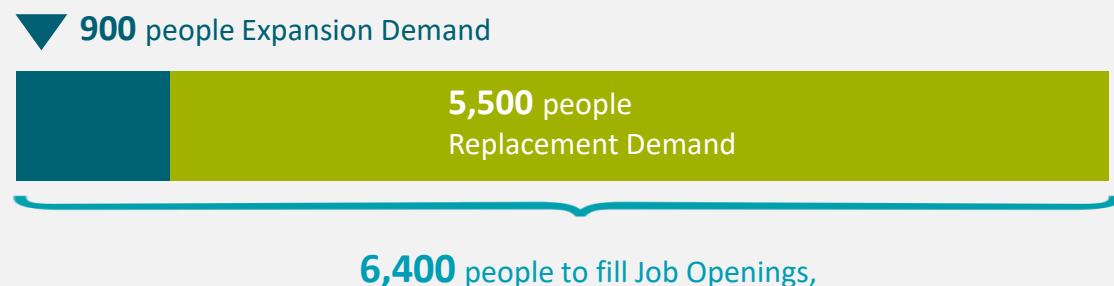 900 people Expansion Demand
5,500 people
Replacement Demand
6,400 people to fill Job Openings,